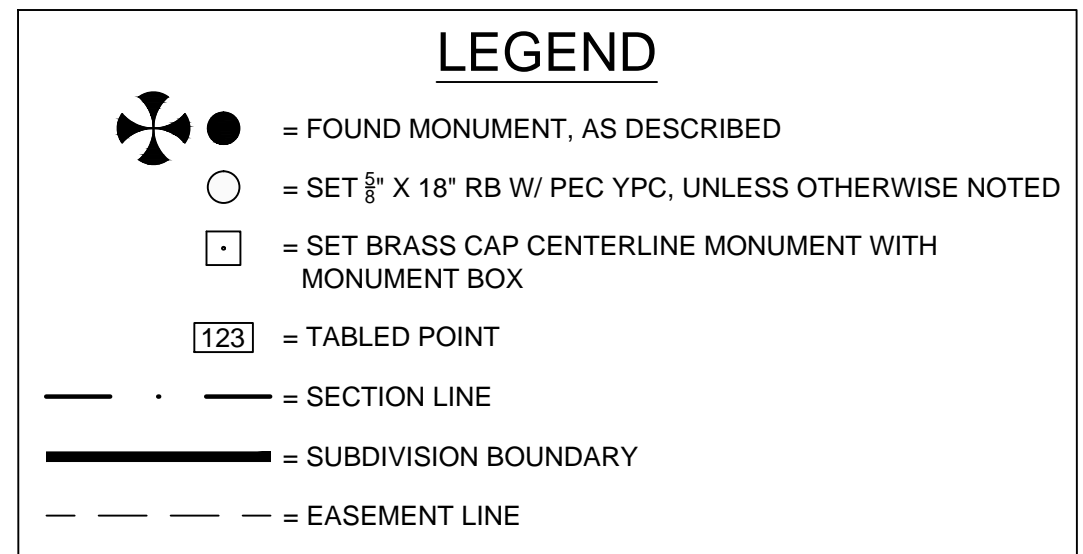 LEGEND
= FOUND MONUMENT, AS DESCRIBED
= SET 5/8" X 18" RB W/ PEC YPC, UNLESS OTHERWISE NOTED
= SET BRASS CAP CENTERLINE MONUMENT WITH
MONUMENT BOX
123 = TABLED POINT
= SECTION LINE
= SUBDIVISION BOUNDARY
= EASEMENT LINE